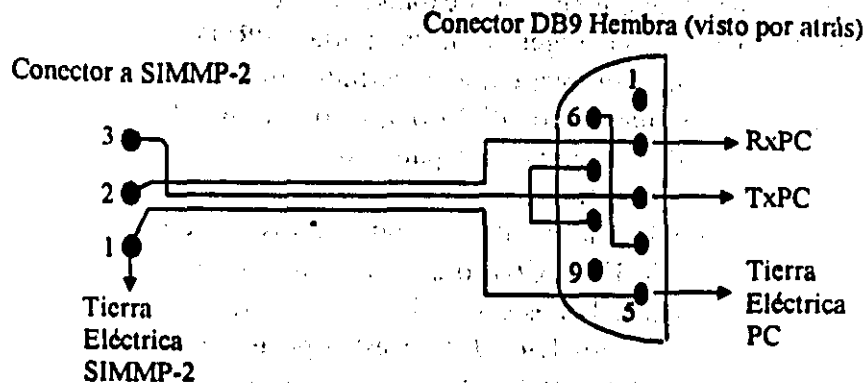 Conector DB9 Hembra (visto por atrás)
Conector a SIMMP-2
1
6
3
RxPC
2
TxPC
1
9
5
Tierra
Eléctrica
PC
Tierra
Eléctrica
SIMMP-2